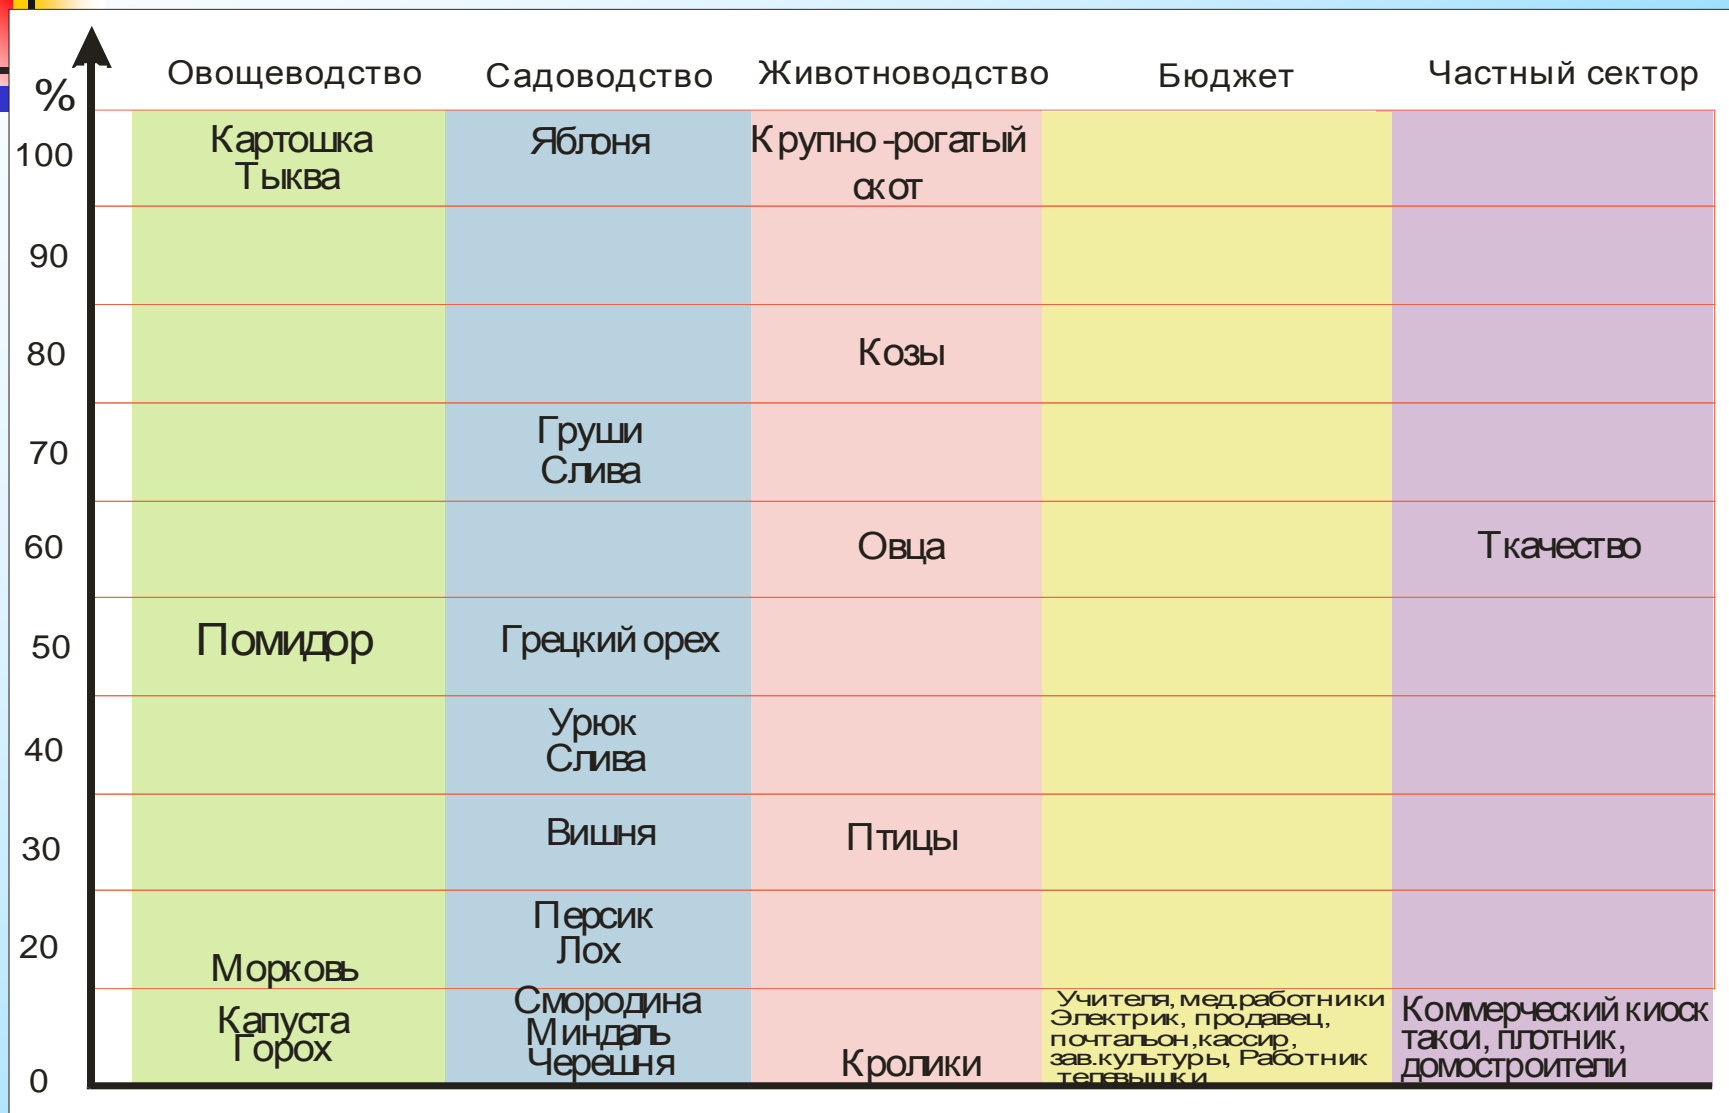 %
Овощеводство
Садоводство
Животноводство
Бюджет
Частный сектор
100
Картошка
Тыква
Яблоня
Крупно-рогатый
скот
90
80
Козы
70
Груши
Слива
60
Овца
Ткачество
50
Помидор
Грецкий орех
40
Урюк
Слива
30
Вишня
Птицы
20
Морковь
Персик
Лох
0
Капуста
Горох
Смородина
Миндаль
Черешня
Кролики
Учителя, мед.работники
Электрик, продавец,
почтальон,кассир,
зав.культуры, Работник
телевышки
Коммерческий киоск
такси, плотник,
домостроители